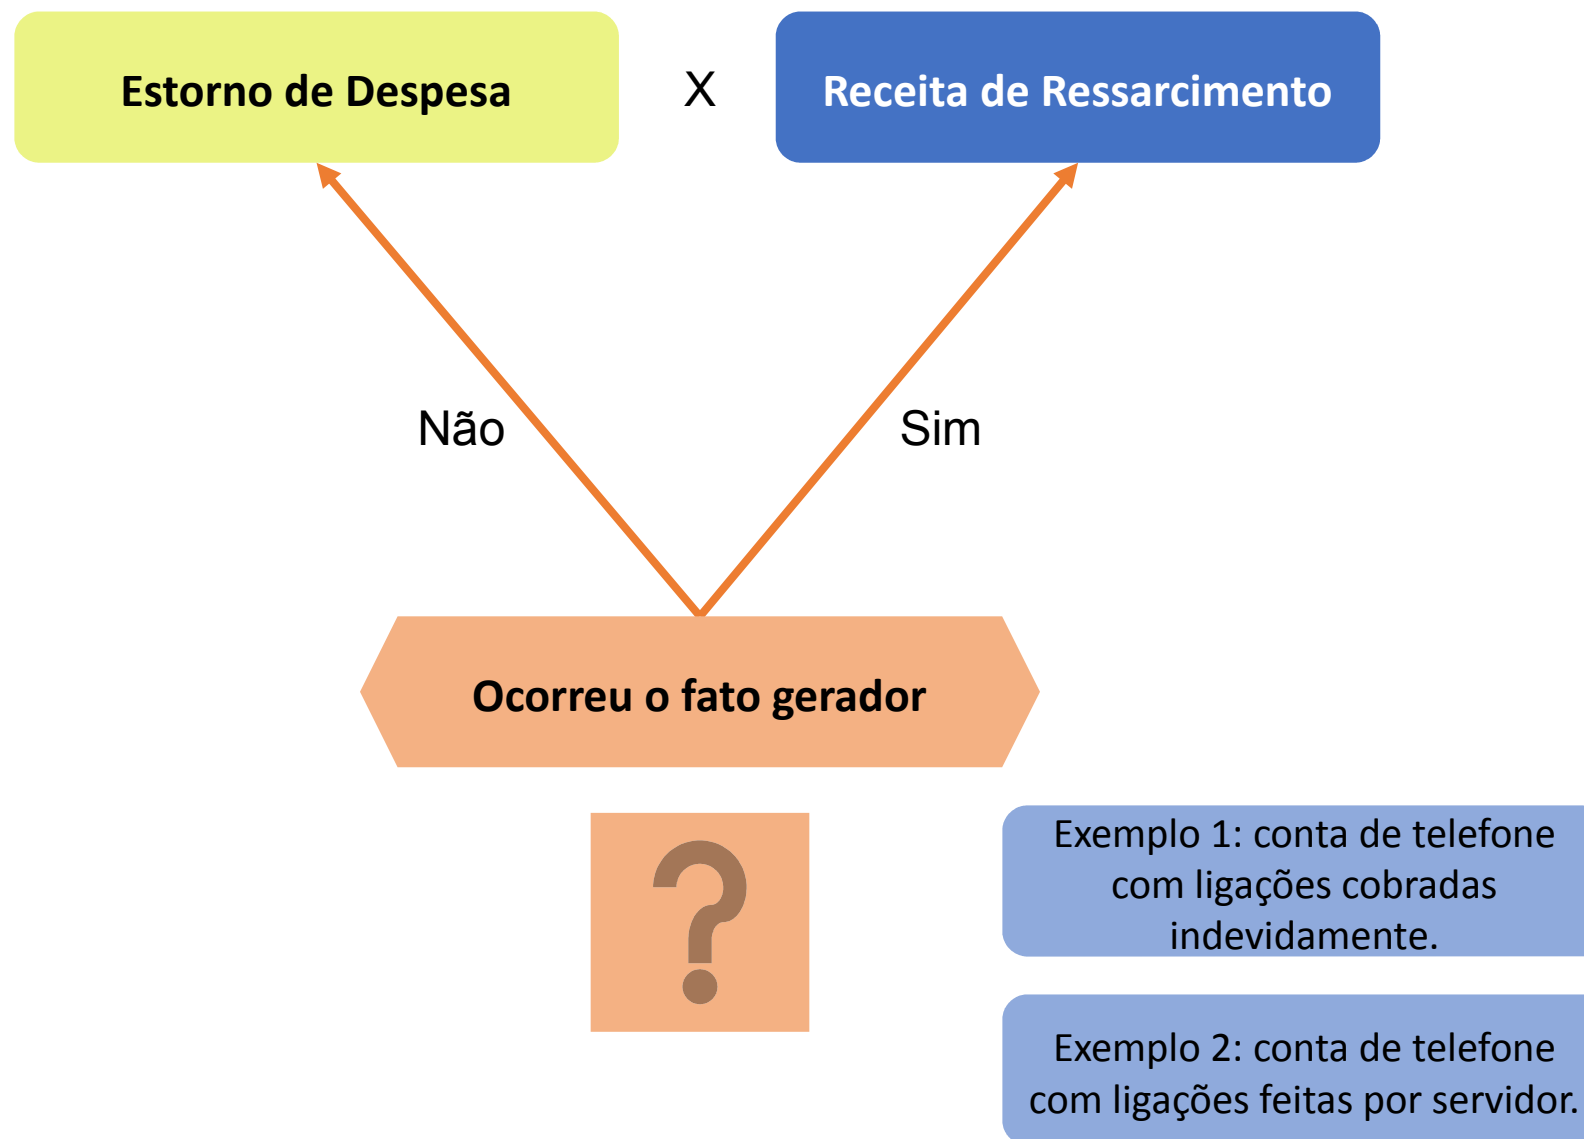 Estorno de Despesa
X
Receita de Ressarcimento
Não
Sim
Ocorreu o fato gerador
?
Exemplo 1: conta de telefone
com ligações cobradas
indevidamente.
Exemplo 2: conta de telefone
com ligações feitas por servidor.